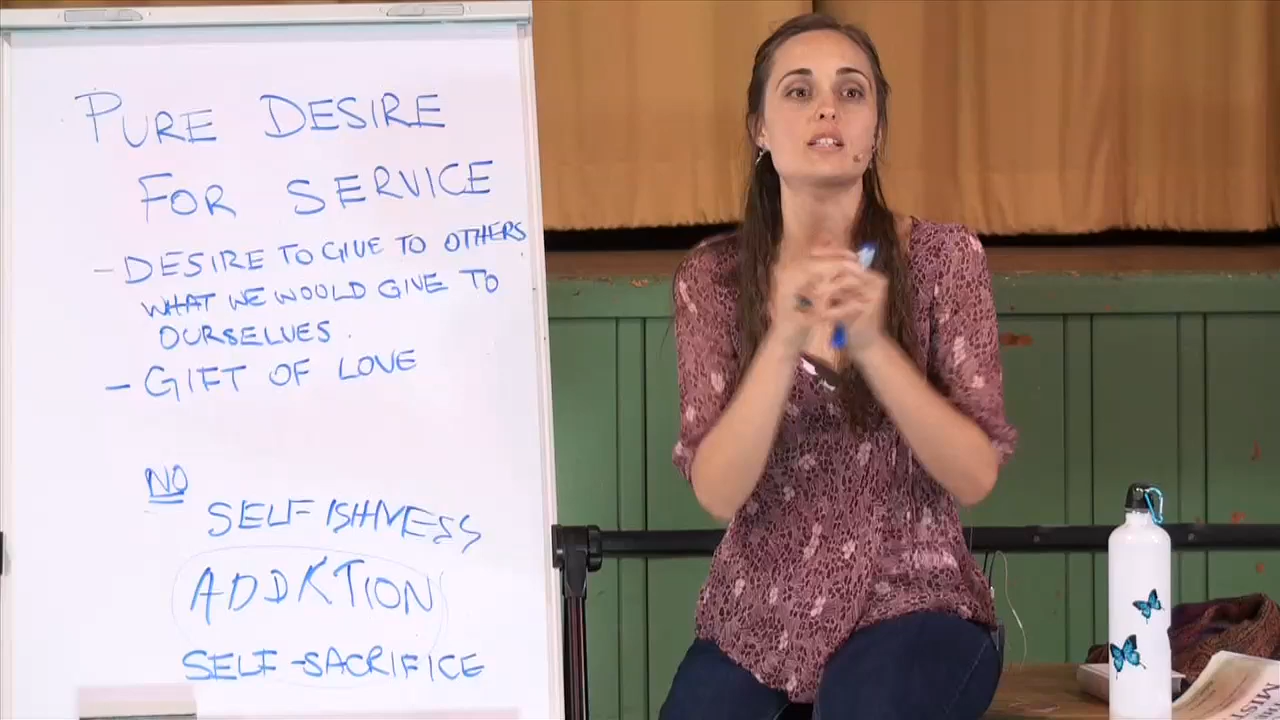 PURE DESIRE
FOR SERVICE
- DESIRE TO GIVE TO OTHERS
WHAT WE WOULD GIVE TO
OURSELVES.
- GIFT OF LOVE
NO
SELFISHNESS
ADDICTION
SELF-SACRIFICE